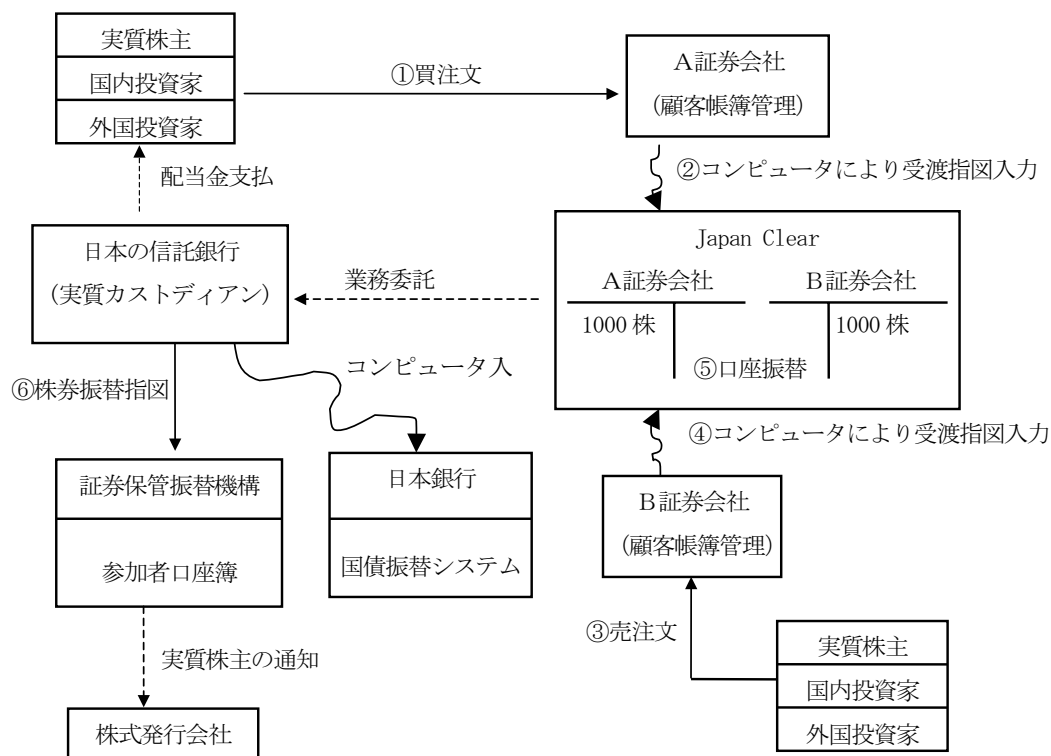 実質株主
国内投資家
外国投資家
①買注文
A証券会社
(顧客帳簿管理)
配当金支払
②コンピュータにより受渡指図入力
日本の信託銀行
(実質カストディアン)
業務委託
Japan Clear
A証券会社
B証券会社
1000 株
1000 株
⑤口座振替
⑥株券振替指図
コンピュータ入
④コンピュータにより受渡指図入力
証券保管振替機構
参加者口座簿
日本銀行
国債振替システム
B証券会社
(顧客帳簿管理)
③売注文
実質株主の通知
実質株主
国内投資家
外国投資家
株式発行会社